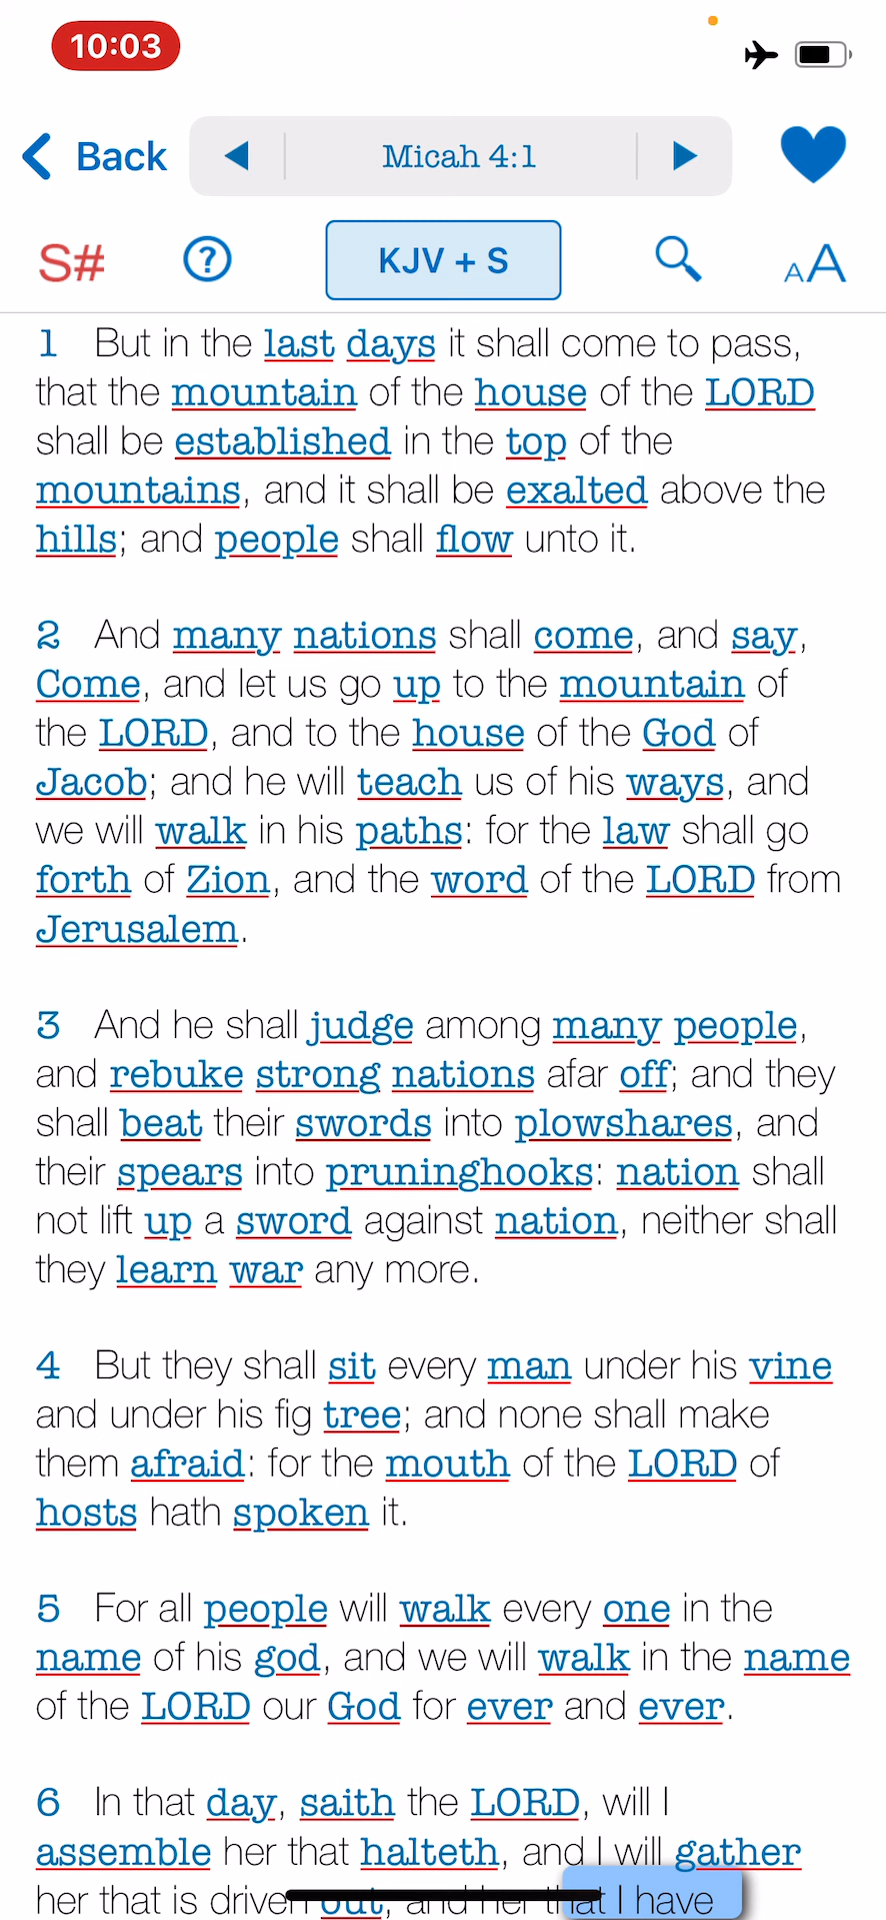 10:03
Back
Micah 4:1
S#
?
KJV + S
AA
1 But in the last days it shall come to pass,
that the mountain of the house of the LORD
shall be established in the top of the
mountains, and it shall be exalted above the
hills; and people shall flow unto it.
2 And many nations shall come, and say,
Come, and let us go up to the mountain of
the LORD, and to the house of the God of
Jacob; and he will teach us of his ways, and
we will walk in his paths: for the law shall go
forth of Zion, and the word of the LORD from
Jerusalem.
3 And he shall judge among many people,
and rebuke strong nations afar off; and they
shall beat their swords into plowshares, and
their spears into pruninghooks: nation shall
not lift up a sword against nation, neither shall
they learn war any more.
4 But they shall sit every man under his vine
and under his fig tree; and none shall make
them afraid: for the mouth of the LORD of
hosts hath spoken it.
5 For all people will walk every one in the
name of his god, and we will walk in the name
of the LORD our God for ever and ever.
6 In that day, saith the LORD, will I
assemble her that halteth, and I will gather
her that is driven out, and her that I have